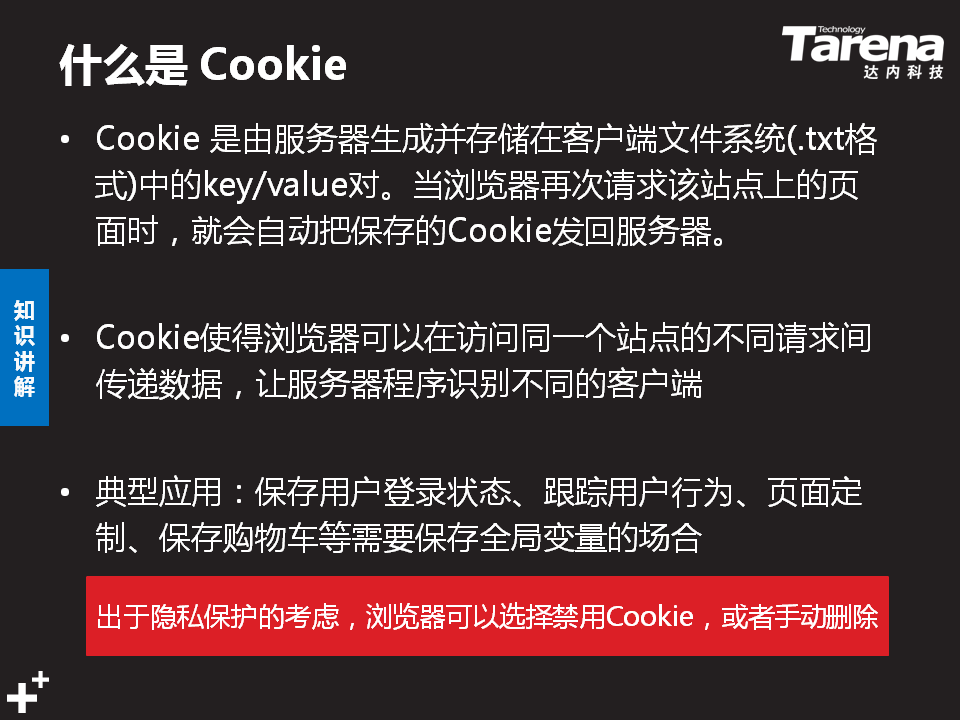 什么是 Cookie
Technology
Tarena
达内科技
• Cookie 是由服务器生成并存储在客户端文件系统(.txt格
式)中的key/value对。当浏览器再次请求该站点上的页
面时，就会自动把保存的Cookie发回服务器。
知识讲解
• Cookie使得浏览器可以在访问同一个站点的不同请求间
传递数据，让服务器程序识别不同的客户端
• 典型应用：保存用户登录状态、跟踪用户行为、页面定
制、保存购物车等需要保存全局变量的场合
出于隐私保护的考虑，浏览器可以选择禁用Cookie，或者手动删除